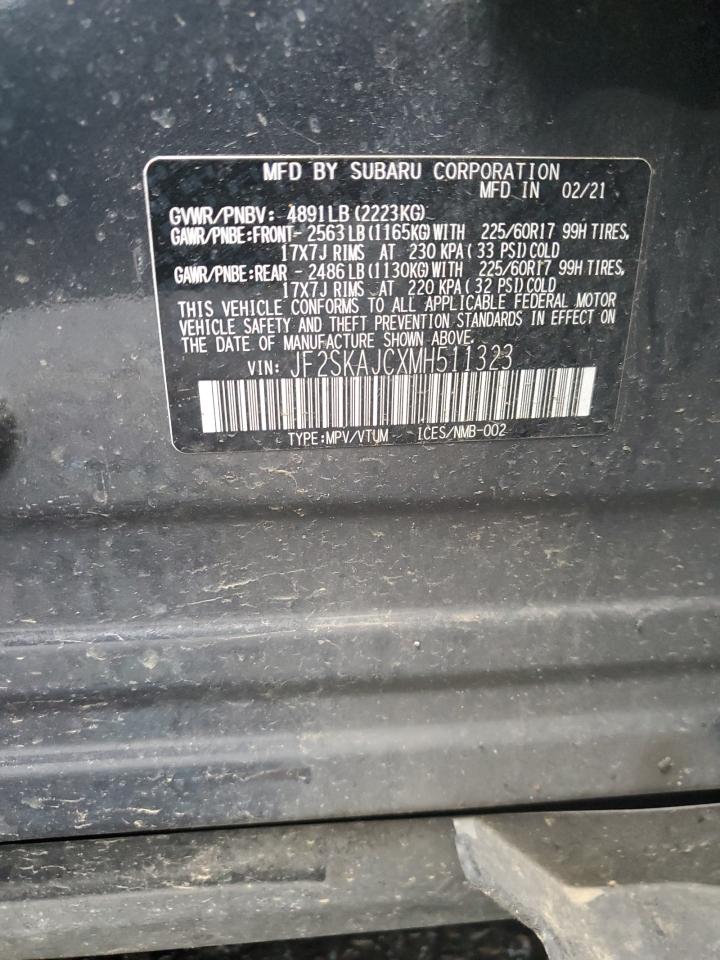 MFD BY SUBARU CORPORATION
MFD IN 02/21
GVWR/PNBV: 4891LB(2223KG)
GAWR/PNBE:FRONT- 2563LB(1165KG)WITH 225/60R17 99H TIRES,
17X7J RIMS AT 230 KPA( 33 PSI)COLD
GAWR/PNBE:REAR - 2486LB(1130KG)WITH 225/60R17 99H TIRES,
17X7J RIMS AT 220 KPA( 32 PSI)COLD
THIS VEHICLE CONFORMS TO ALL APPLICABLE FEDERAL MOTOR
VEHICLE SAFETY AND THEFT PREVENTION STANDARDS IN EFFECT ON
THE DATE OF MANUFACTURE SHOWN ABOVE.
VIN: JF2SKAJCXMH511323
TYPE:MPV/VTUM ICES/NMB-002